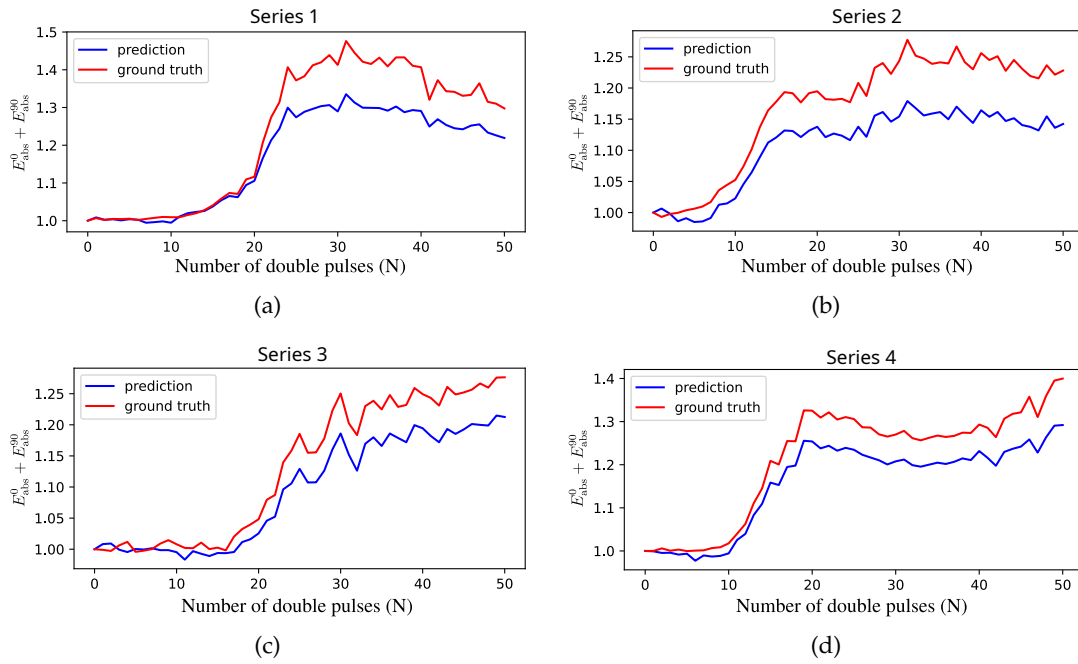 Series 1
prediction
ground truth
1.5
1.4
1.3
1.2
1.1
1.0
E⁰abs + E⁹⁰abs
0 10 20 30 40 50
Number of double pulses (N)
(a)
Series 2
prediction
ground truth
1.25
1.20
1.15
1.10
1.05
1.00
E⁰abs + E⁹⁰abs
0 10 20 30 40 50
Number of double pulses (N)
(b)
Series 3
prediction
ground truth
1.25
1.20
1.15
1.10
1.05
1.00
E⁰abs + E⁹⁰abs
0 10 20 30 40 50
Number of double pulses (N)
(c)
Series 4
prediction
ground truth
1.4
1.3
1.2
1.1
1.0
E⁰abs + E⁹⁰abs
0 10 20 30 40 50
Number of double pulses (N)
(d)